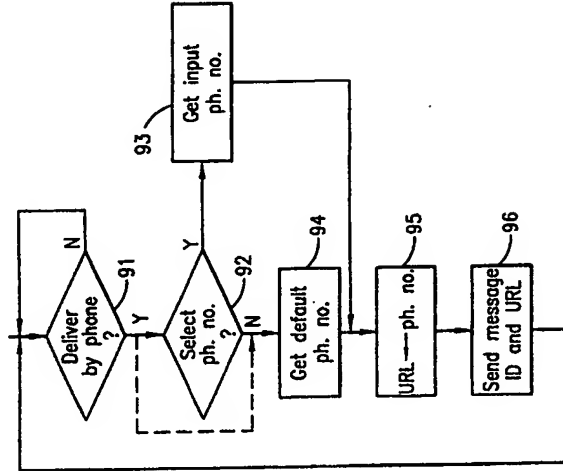 Deliver
by phone
?
91
N
Y
Select
ph. no.
?
92
Y
N
Get input
ph. no.
93
Get default
ph. no.
94
URL → ph. no.
95
Send message
ID and URL
96